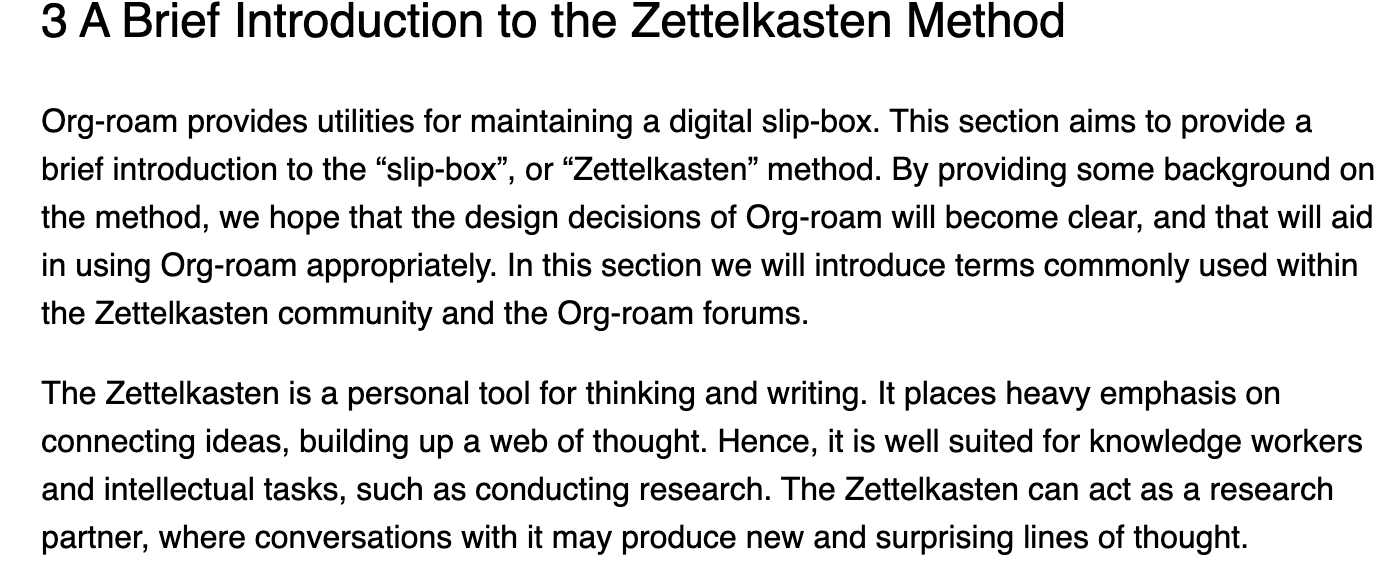 3 A Brief Introduction to the Zettelkasten Method
Org-roam provides utilities for maintaining a digital slip-box. This section aims to provide a
brief introduction to the “slip-box”, or “Zettelkasten” method. By providing some background on
the method, we hope that the design decisions of Org-roam will become clear, and that will aid
in using Org-roam appropriately. In this section we will introduce terms commonly used within
the Zettelkasten community and the Org-roam forums.
The Zettelkasten is a personal tool for thinking and writing. It places heavy emphasis on
connecting ideas, building up a web of thought. Hence, it is well suited for knowledge workers
and intellectual tasks, such as conducting research. The Zettelkasten can act as a research
partner, where conversations with it may produce new and surprising lines of thought.